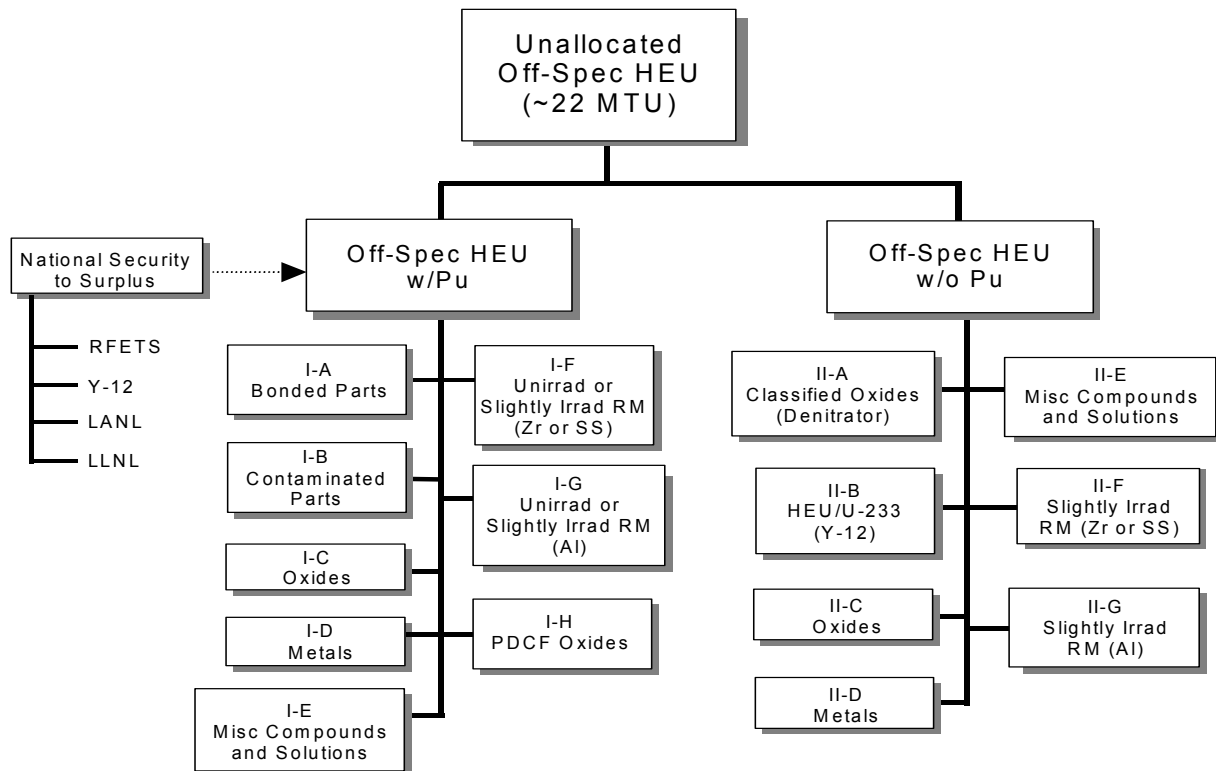 Unallocated
Off-Spec HEU
(~22 MTU)
National Security
to Surplus
RFETS
Y-12
LANL
LLNL
Off-Spec HEU
w/Pu
I-A
Bonded Parts
I-B
Contaminated
Parts
I-C
Oxides
I-D
Metals
I-E
Misc Compounds
and Solutions
I-F
Unirrad or
Slightly Irrad RM
(Zr or SS)
I-G
Unirrad or
Slightly Irrad RM
(Al)
I-H
PDCF Oxides
Off-Spec HEU
w/o Pu
II-A
Classified Oxides
(Denitrator)
II-B
HEU/U-233
(Y-12)
II-C
Oxides
II-D
Metals
II-E
Misc Compounds
and Solutions
II-F
Slightly Irrad
RM (Zr or SS)
II-G
Slightly Irrad
RM (Al)